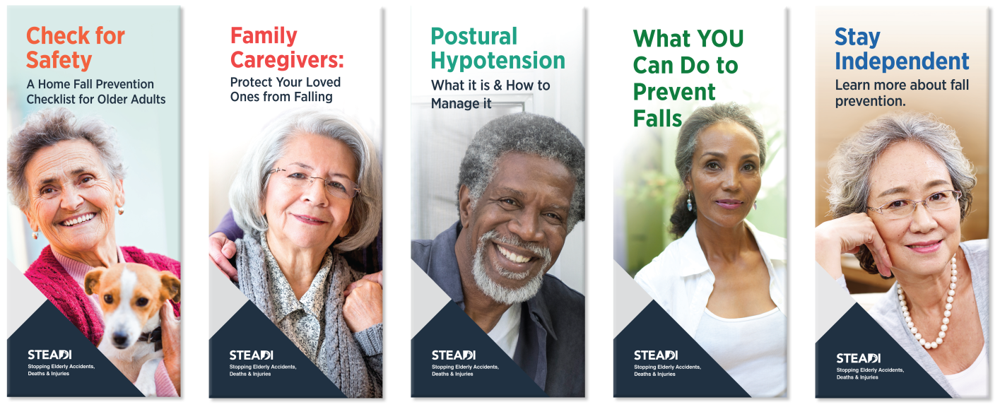 Check for
Safety
A Home Fall Prevention
Checklist for Older Adults
STEADI
Stopping Elderly Accidents,
Deaths & Injuries
Family
Caregivers:
Protect Your Loved
Ones from Falling
STEADI
Stopping Elderly Accidents,
Deaths & Injuries
Postural
Hypotension
What it is & How to
Manage it
STEADI
Stopping Elderly Accidents,
Deaths & Injuries
What YOU
Can Do to
Prevent
Falls
STEADI
Stopping Elderly Accidents,
Deaths & Injuries
Stay
Independent
Learn more about fall
prevention.
STEADI
Stopping Elderly Accidents,
Deaths & Injuries